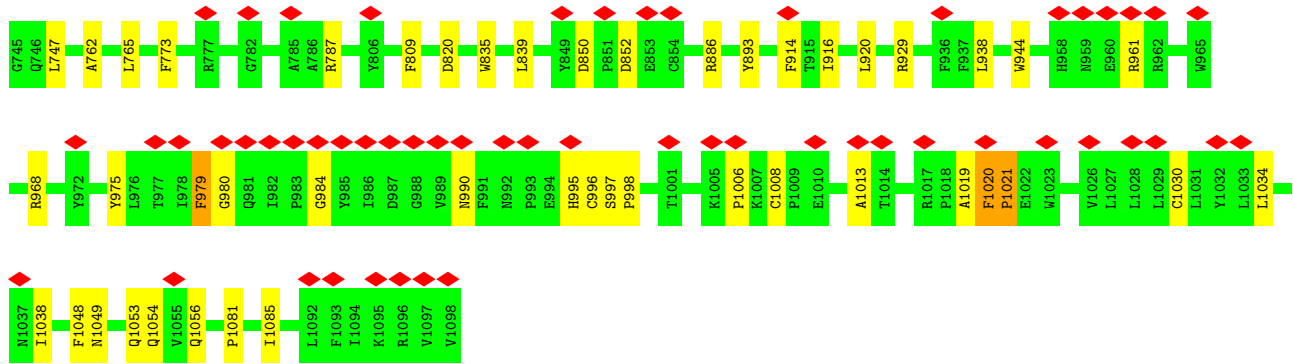 G745 Q746 L747 A762 L765 F773 R777 G782 A785 A786 R787 Y806 F809 D820 W835 L839 Y849 D850 P851 D852 E853 C854 R886 Y893 F914 T915 I916 L920 R929 F936 F937 L938 W944 H958 N959 E960 R961 R962 W965
R968 Y972 Y975 L976 T977 I978 F979 G980 Q981 I982 P983 G984 Y985 I986 D987 G988 V989 N990 F991 N992 P993 E994 H995 C996 S997 P998 T1001 K1005 P1006 K1007 C1008 P1009 E1010 A1013 T1014 R1017 P1018 A1019 F1020 P1021 E1022 W1023 V1026 L1027 L1028 L1029 C1030 L1031 Y1032 L1033 L1034
N1037 I1038 F1048 N1049 Q1053 Q1054 V1055 Q1056 P1081 I1085 L1092 F1093 I1094 K1095 R1096 V1097 V1098